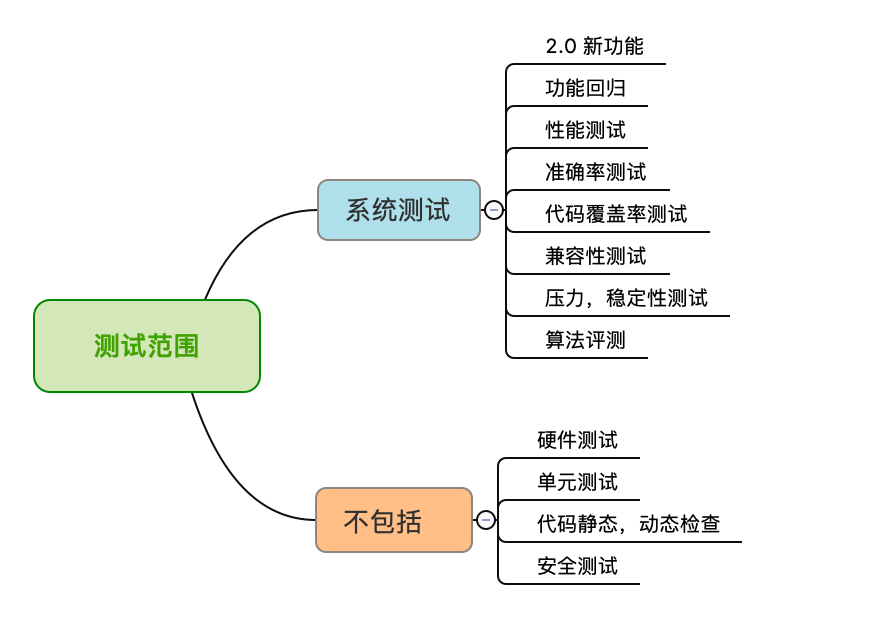 测试范围
系统测试
2.0 新功能
功能回归
性能测试
准确率测试
代码覆盖率测试
兼容性测试
压力，稳定性测试
算法评测
不包括
硬件测试
单元测试
代码静态，动态检查
安全测试